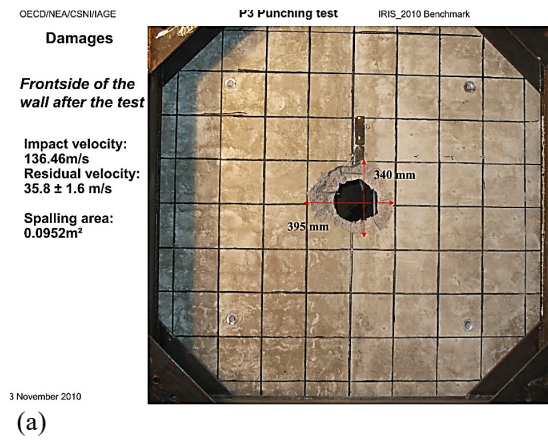 OECD/NEA/CSNI/IAGE
P3 Punching test
IRIS_2010 Benchmark
Damages
Frontside of the
wall after the test
Impact velocity:
136.46m/s
Residual velocity:
35.8 ± 1.6 m/s
Spalling area:
0.0952m²
340 mm
395 mm
3 November 2010
(a)